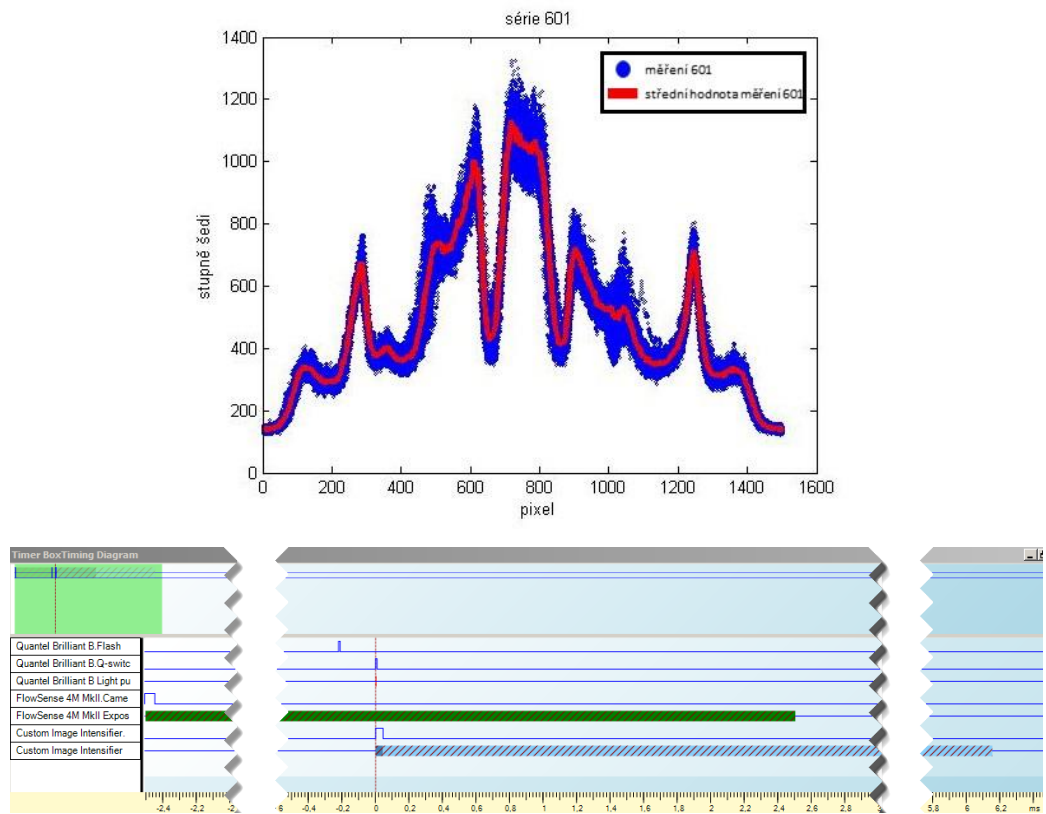 série 601
1400
1200
1000
800
600
400
200
0
stupně šedi
měření 601
střední hodnota měření 601
0 200 400 600 800 1000 1200 1400 1600
pixel
Timer BoxTiming Diagram
Quantel Brilliant B.Flash
Quantel Brilliant B.Q-switc
Quantel Brilliant B Light pu
FlowSense 4M MkII.Came
FlowSense 4M MkII Expos
Custom Image Intensifier.
Custom Image Intensifier
-2,4 -2,2 -2 -0,4 -0,2 0 0,2 0,4 0,6 0,8 1 1,2 1,4 1,6 1,8 2 2,2 2,4 2,6 2,8 5,8 6 6,2 ms